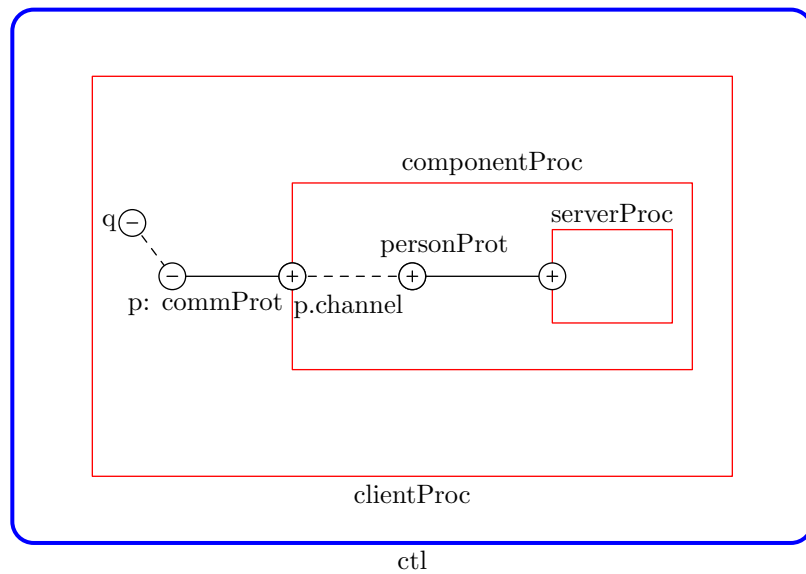 componentProc
serverProc
q −
personProt
− + + +
p: commProt
p.channel
clientProc
ctl